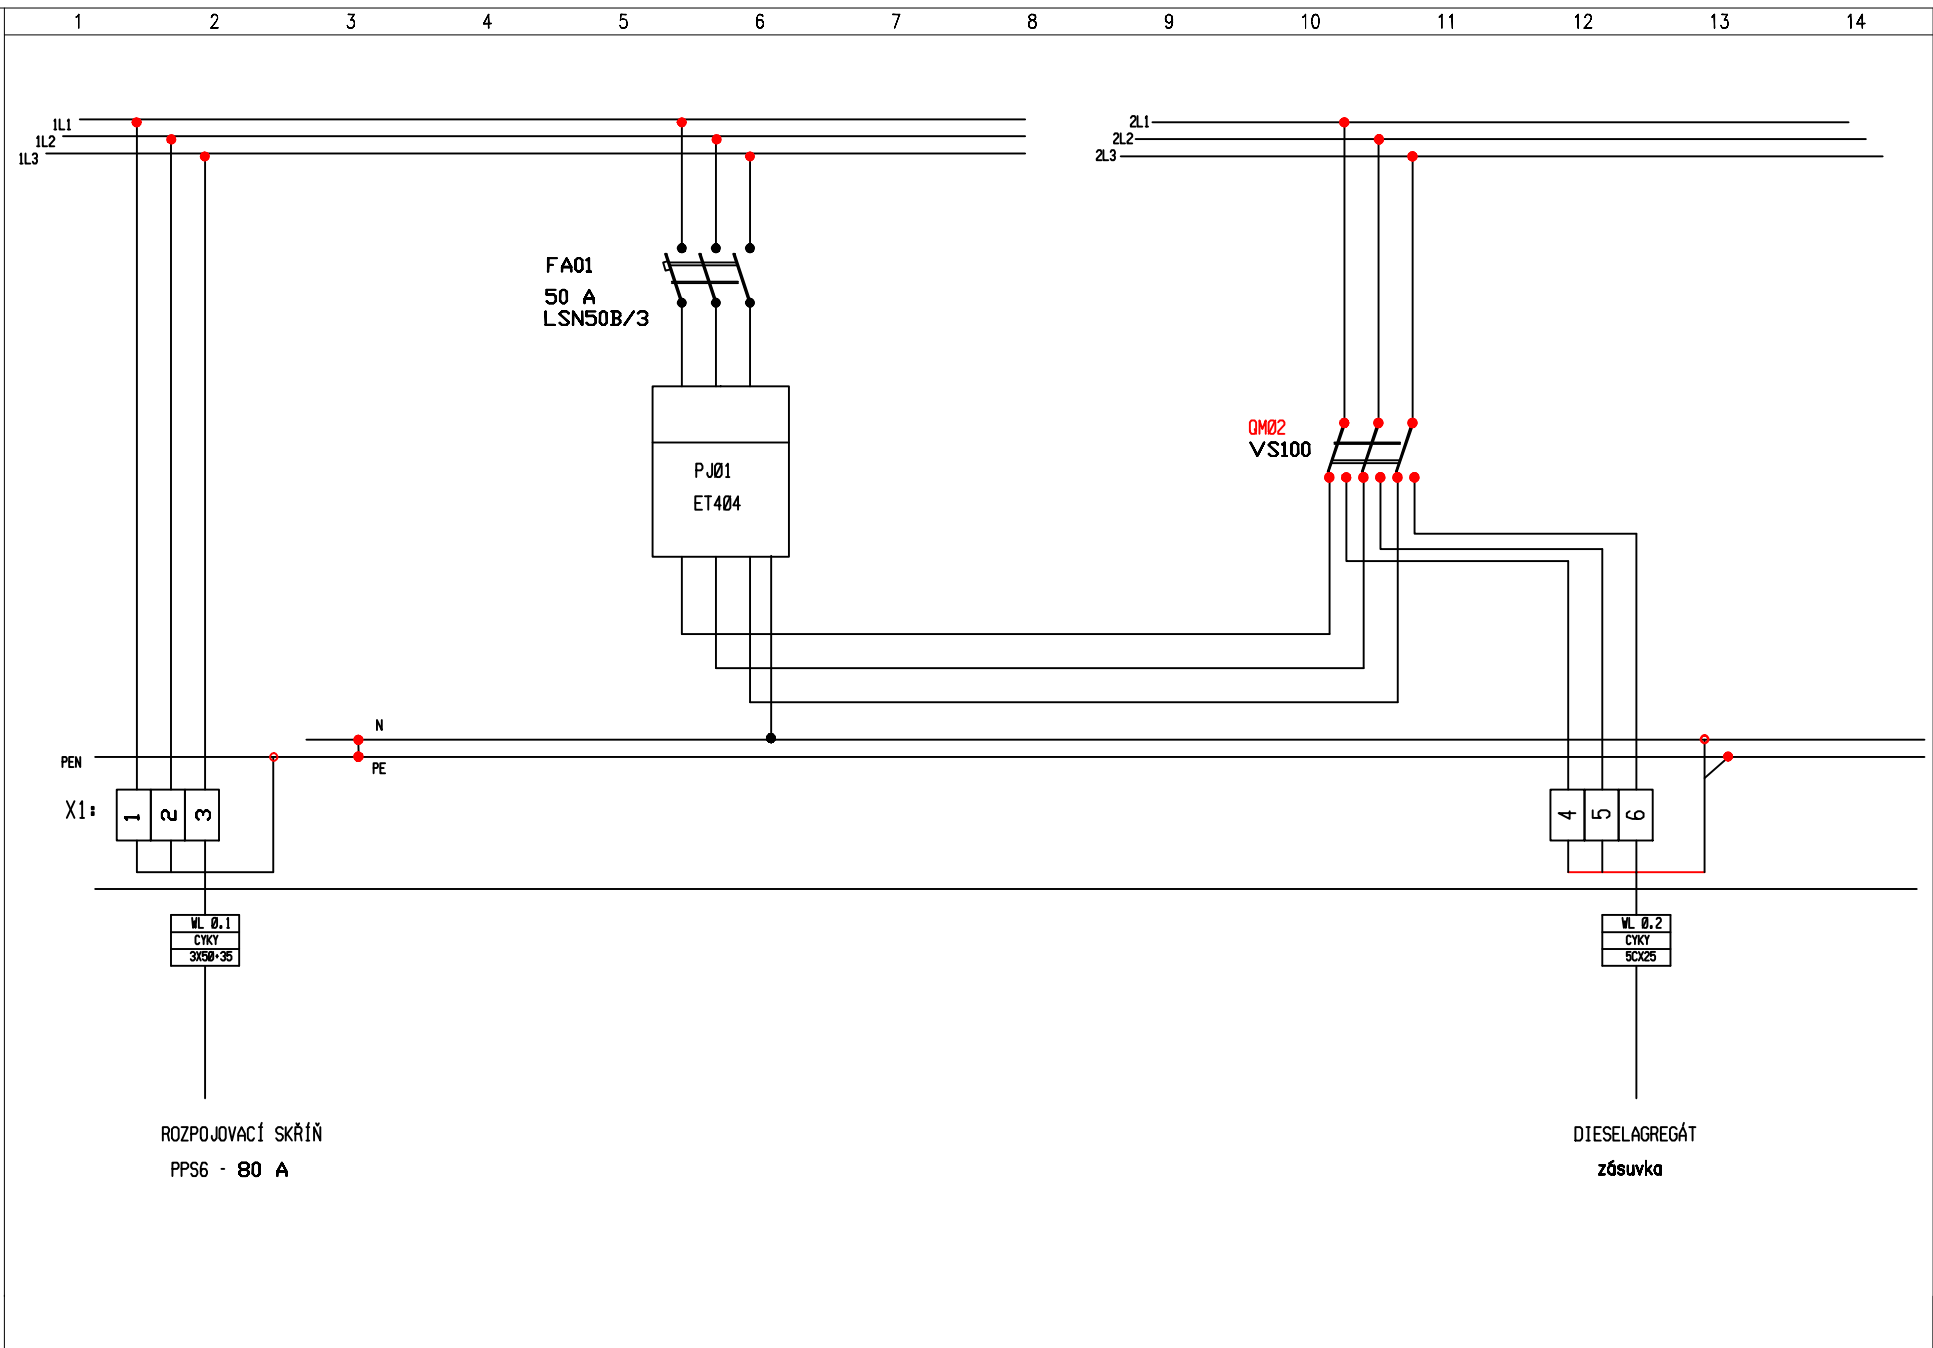 1 2 3 4 5 6 7 8 9 10 11 12 13 14
1L1
1L2
1L3
2L1
2L2
2L3
FA01
50 A
LSN50B/3
QM02
VS100
PJ01
ET404
N
PEN
PE
X1:
1 2 3
4 5 6
WL 0.1
CYKY
3X50+35
WL 0.2
CYKY
5CX25
ROZPOJOVACÍ SKŘÍŇ
PPS6 - 80 A
DIESELAGREGÁT
zásuvka